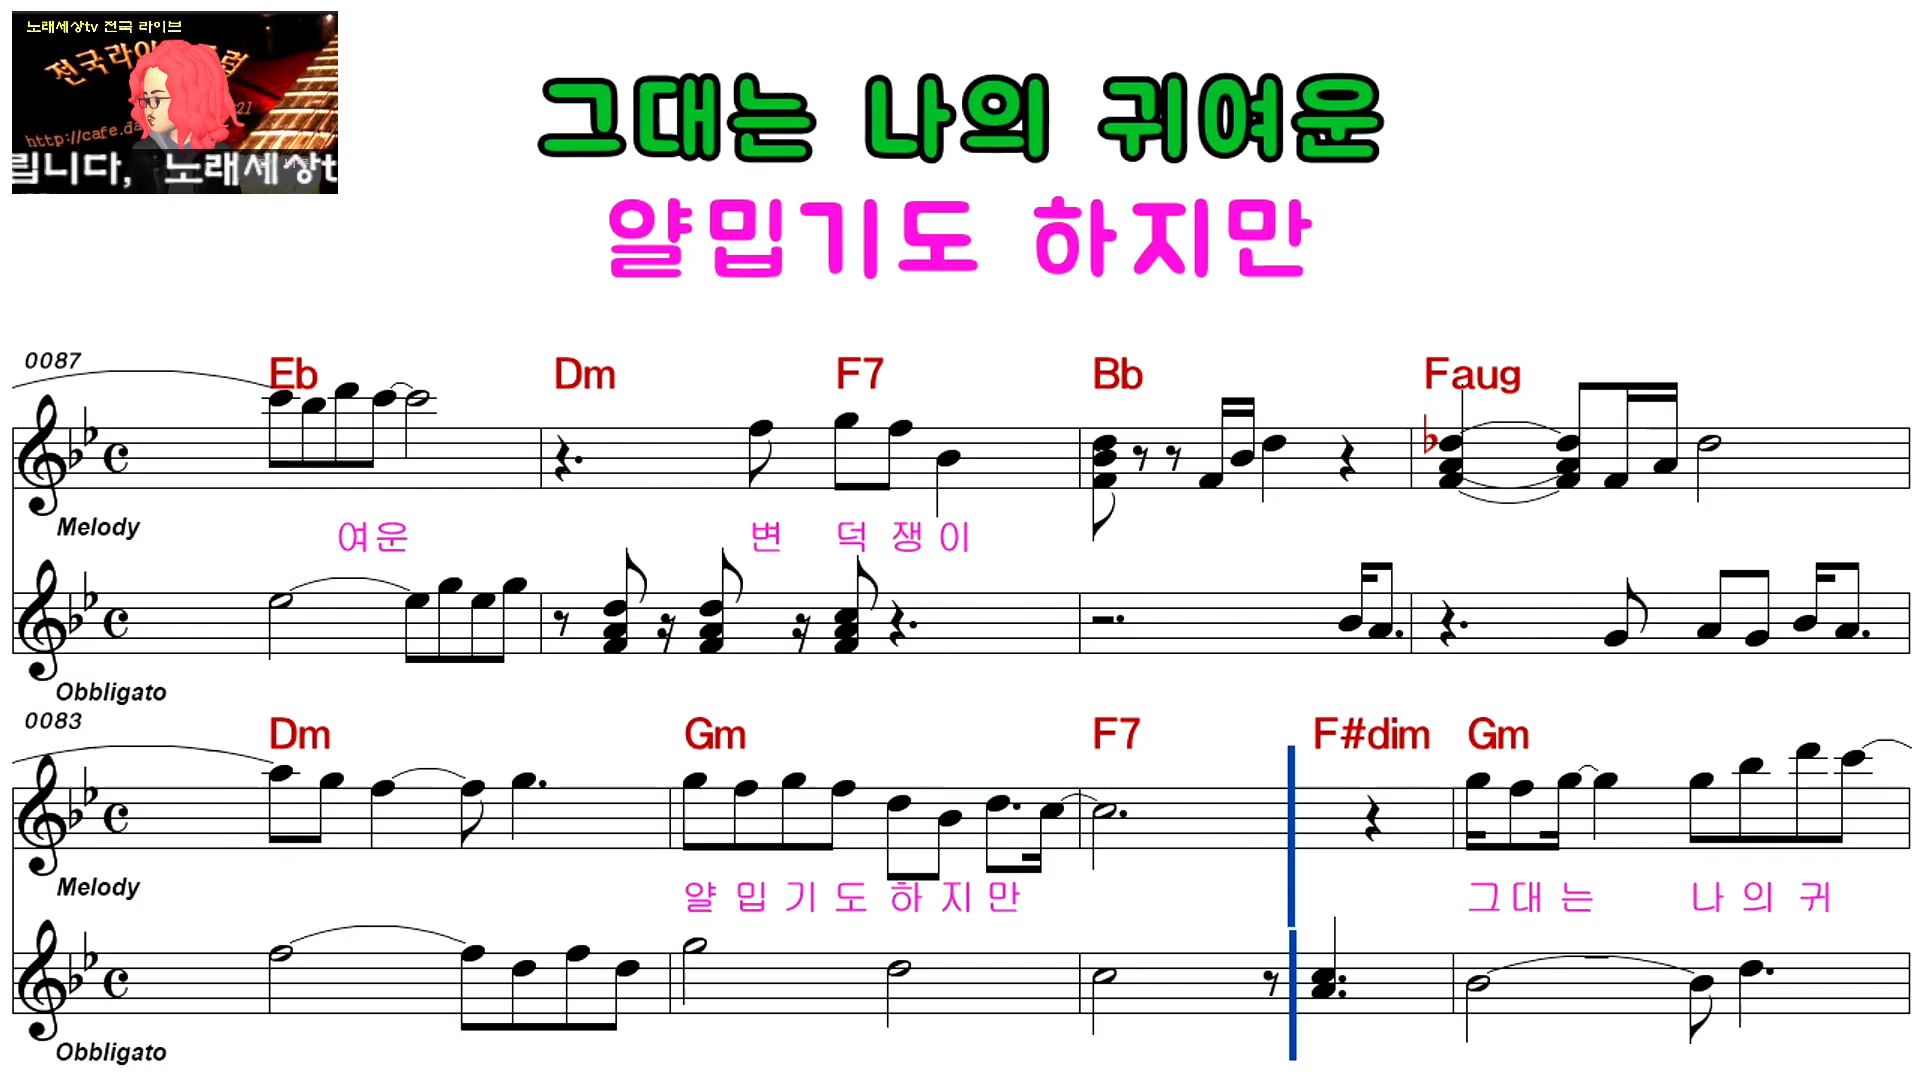 노래세상tv 전국 라이브
전국라이
http://cafe.da
21
립니다, 노래세상t
그대는 나의 귀여운
얄밉기도 하지만
0087
Eb Dm F7 Bb Faug
Melody
여운 변 덕 쟁 이
Obbligato
0083
Dm Gm F7 F#dim Gm
Melody
얄 밉 기 도 하 지 만 그 대 는 나 의 귀
Obbligato